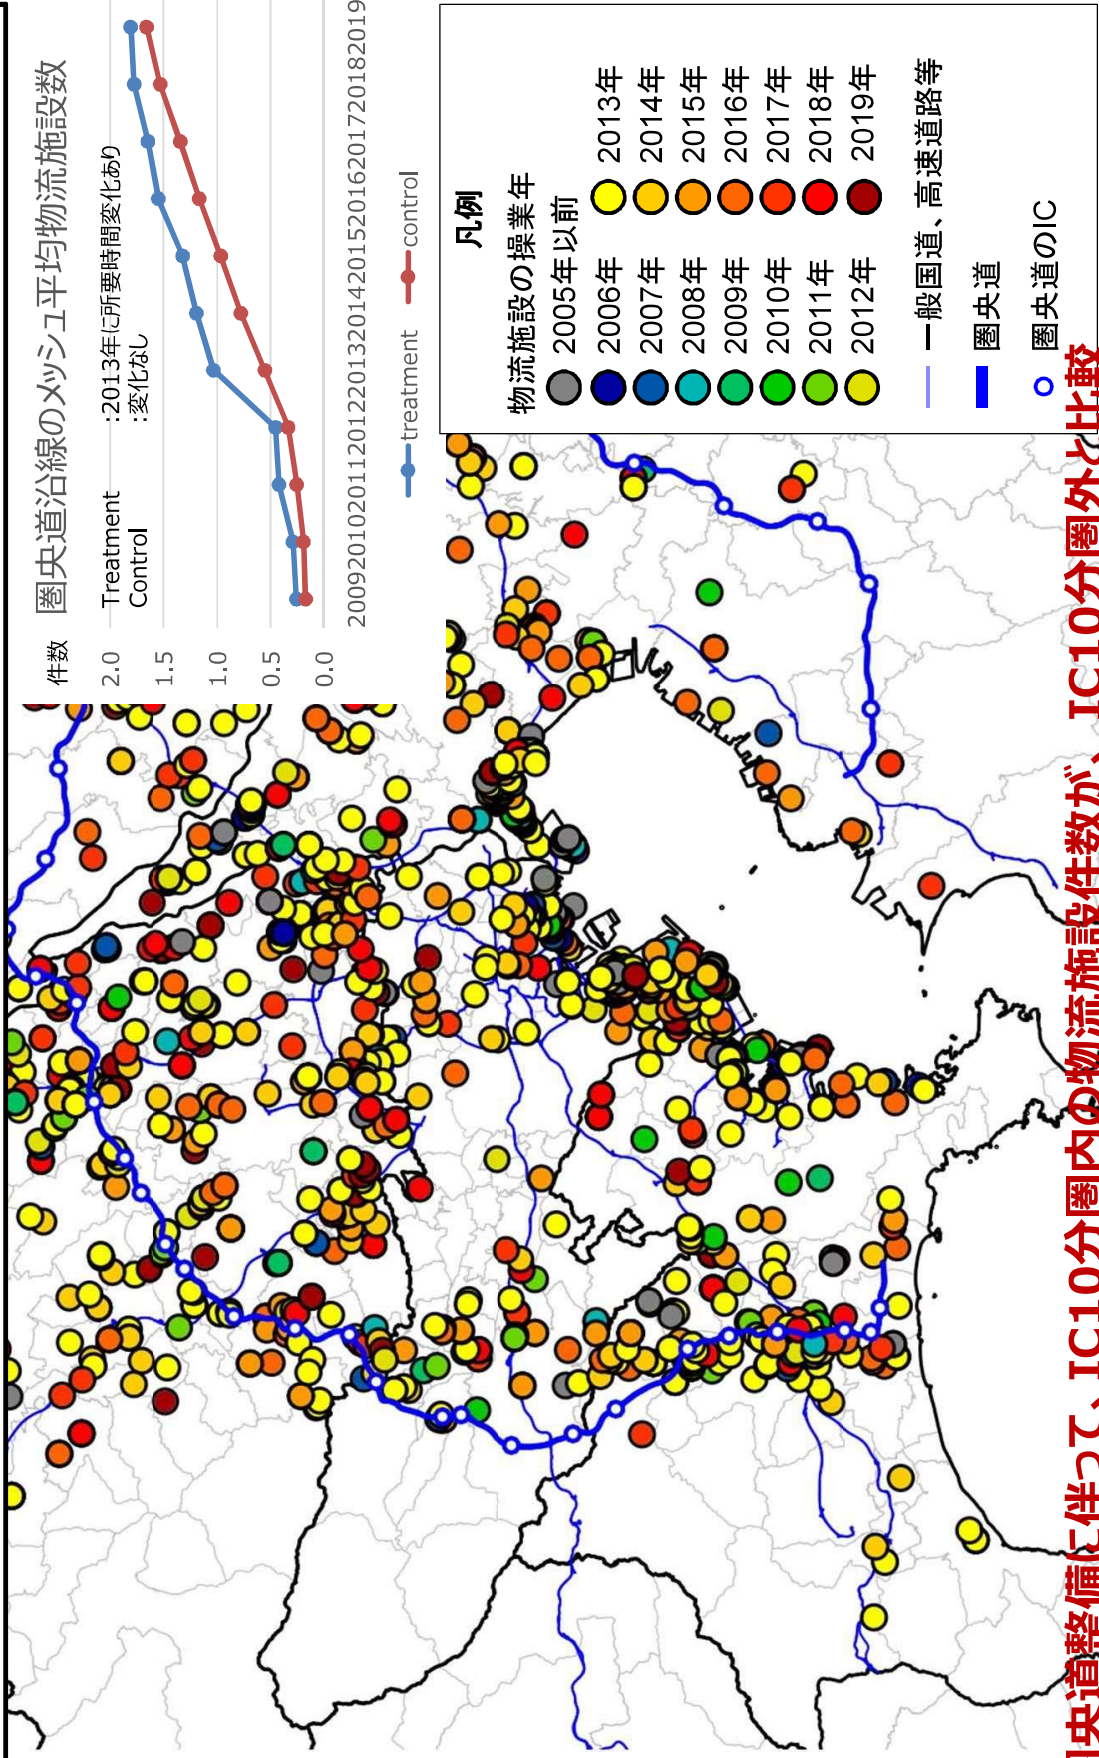 圏央道沿線のメッシュ平均物流施設数
件数
2.0
1.5
1.0
0.5
0.0
Treatment :2013年に所要時間変化あり
Control :変化なし
2009 2010 2011 2012 2013 2014 2015 2016 2017 2018 2019
treatment control
凡例
物流施設の操業年
2005年以前
2006年 2013年
2007年 2014年
2008年 2015年
2009年 2016年
2010年 2017年
2011年 2018年
2012年 2019年
一般国道、高速道路等
圏央道
圏央道のIC
央道整備に伴って、IC10分圏内の物流施設件数が、IC10分圏外と比較